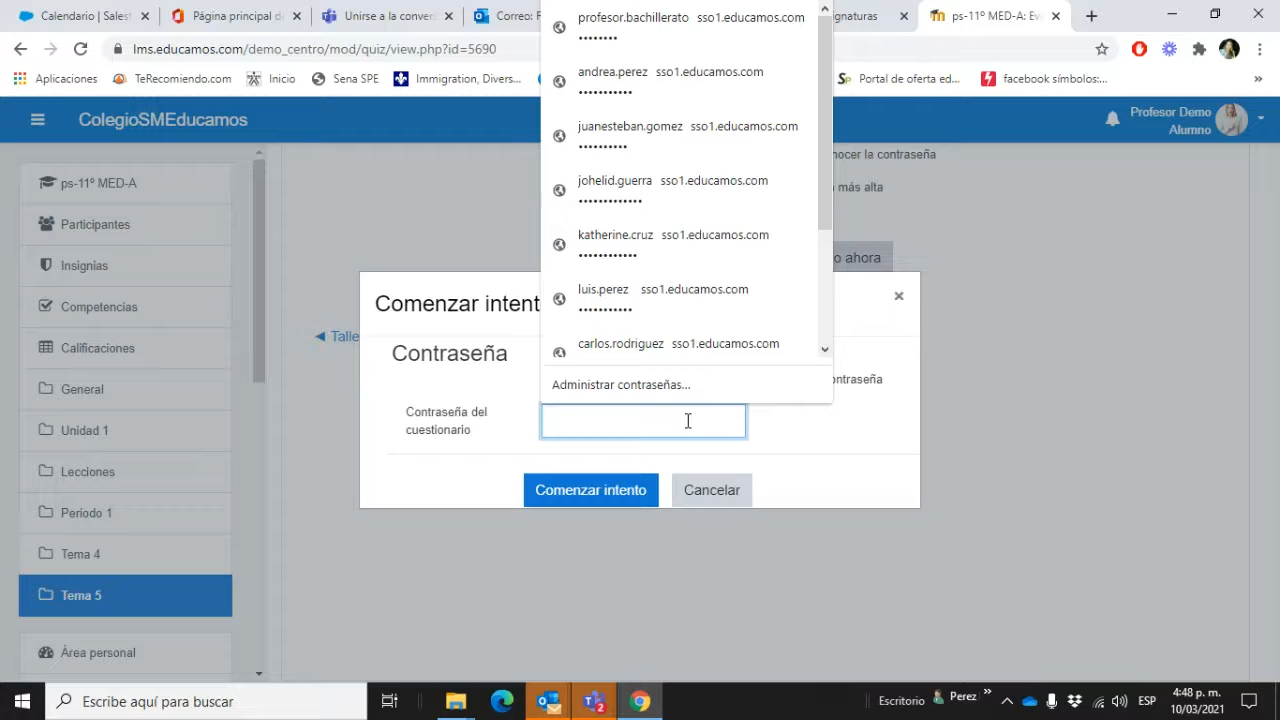 Calendario | Salesf
Página principal d
Unirse a la convers
Correo: F
ignaturas
ps-11º MED-A: Ev
lms.educamos.com/demo_centro/mod/quiz/view.php?id=5690
Aplicaciones
TeRecomiendo.com
Inicio
Sena SPE
Immigration, Divers...
Portal de oferta ed...
facebook símbolos:...
»
ColegioSMEducamos
Profesor Demo
Alumno
ps-11º MED-A
Participantes
Insignias
Competencias
Calificaciones
General
Unidad 1
Lecciones
Período 1
Tema 4
Tema 5
Área personal
nocer la contraseña
más alta
o ahora
◄ Talle
Comenzar intent
Contraseña
ontraseña
Contraseña del
cuestionario
Comenzar intento
Cancelar
profesor.bachillerato sso1.educamos.com
••••••••
andrea.perez sso1.educamos.com
•••••••••••
juanesteban.gomez sso1.educamos.com
••••••••••
johelid.guerra sso1.educamos.com
•••••••••••••
katherine.cruz sso1.educamos.com
••••••••••••
luis.perez sso1.educamos.com
•••••••••••
carlos.rodriguez sso1.educamos.com
Administrar contraseñas...
Escribe aquí para buscar
Escritorio
Perez
»
ESP
4:48 p. m.
10/03/2021